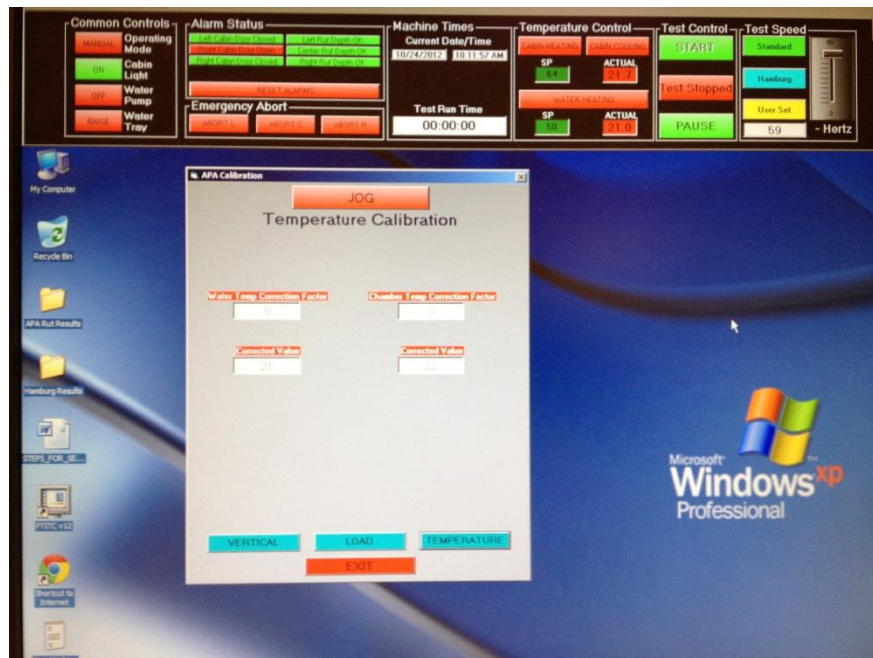 Common Controls
MANUAL
Operating Mode
ON
Cabin Light
OFF
Water Pump
RAISE
Water Tray
Alarm Status
Left Cabin Door Closed
Left Rut Depth OK
Front Cabin Door Open
Center Rut Depth OK
Right Cabin Door Closed
Right Rut Depth OK
RESET ALARMS
Emergency Abort
ABORT L
ABORT C
ABORT R
Machine Times
Current Date/Time
10/24/2012
10:11:57 AM
Test Run Time
00:00:00
Temperature Control
CABIN HEATING
CABIN COOLING
SP
ACTUAL
64
21.7
WATER HEATING
SP
ACTUAL
50
21.0
Test Control
START
Test Stopped
PAUSE
Test Speed
Standard
Hamburg
User Set
59
- Hertz
My Computer
Recycle Bin
APA Rut Results
Hamburg Results
STEPS_FOR_SE...
PTITC v12
Shortcut to Internet
APA Calibration
JOG
Temperature Calibration
Water Temp Correction Factor
Chamber Temp Correction Factor
0
0
Corrected Value
Corrected Value
21
22
VERTICAL
LOAD
TEMPERATURE
EXIT
Microsoft
Windows xp
Professional